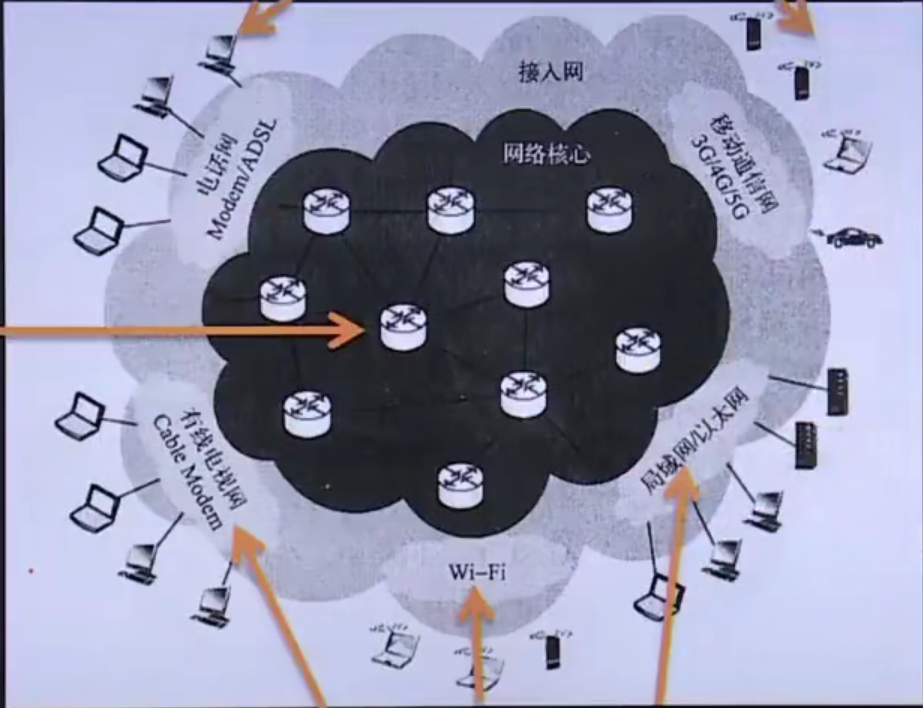 接入网
网络核心
电话网
Modem/ADSL
移动通信网
3G/4G/5G
有线电视网
Cable Modem
局域网/以太网
Wi-Fi